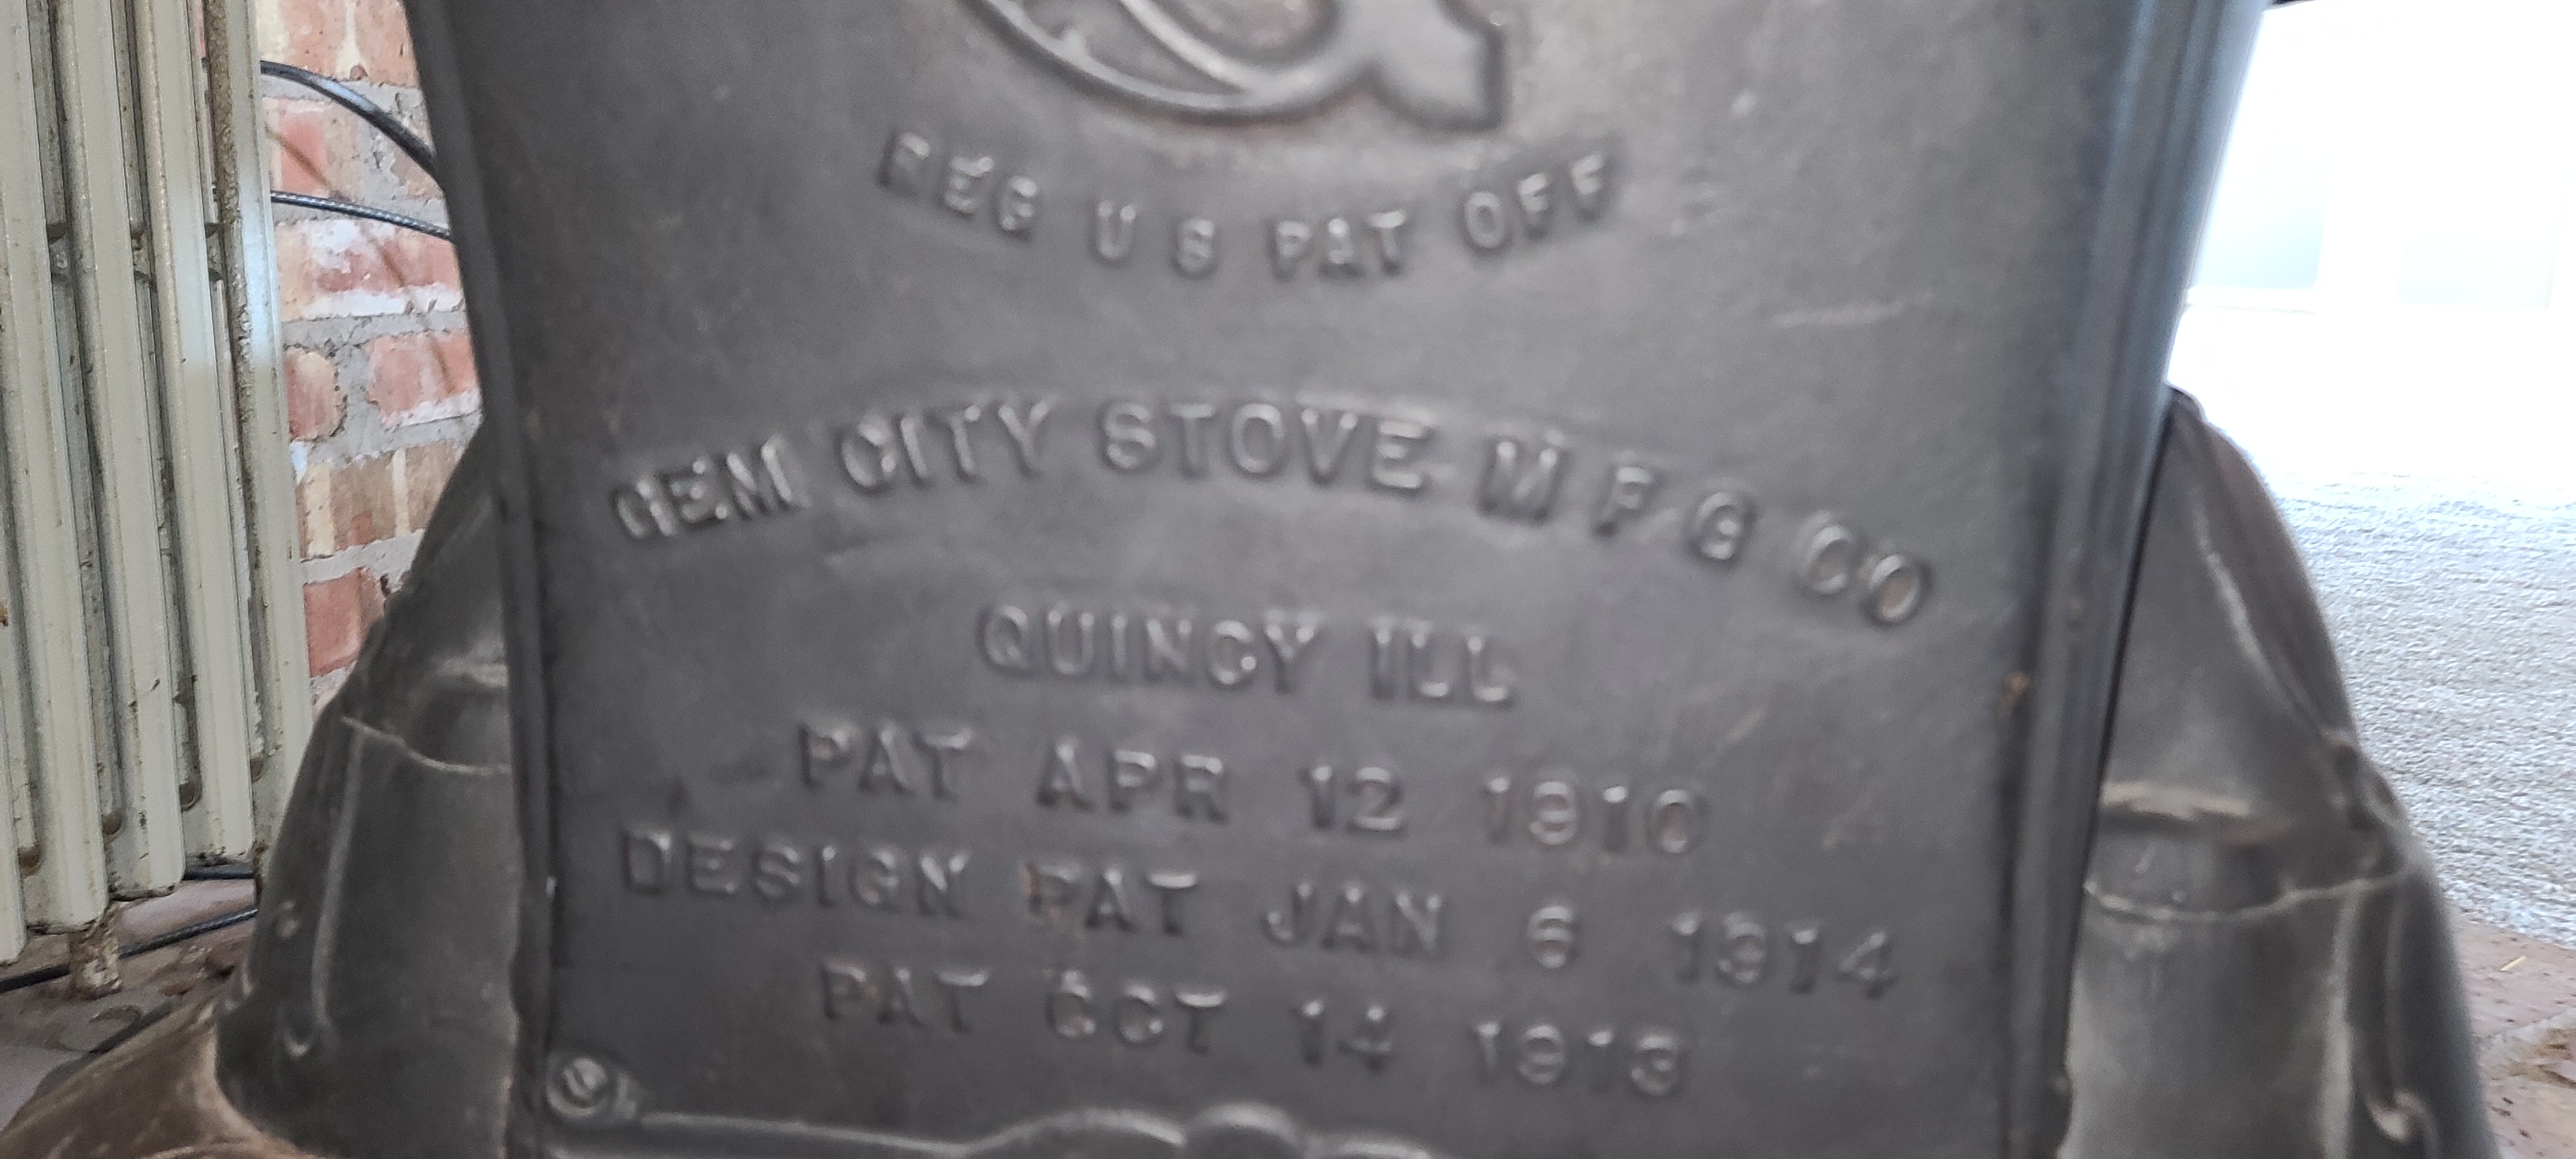 REG U S PAT OFF
GEM CITY STOVE M F G CO
QUINCY ILL
PAT APR 12 1910
DESIGN PAT JAN 6 1914
PAT OCT 14 1913